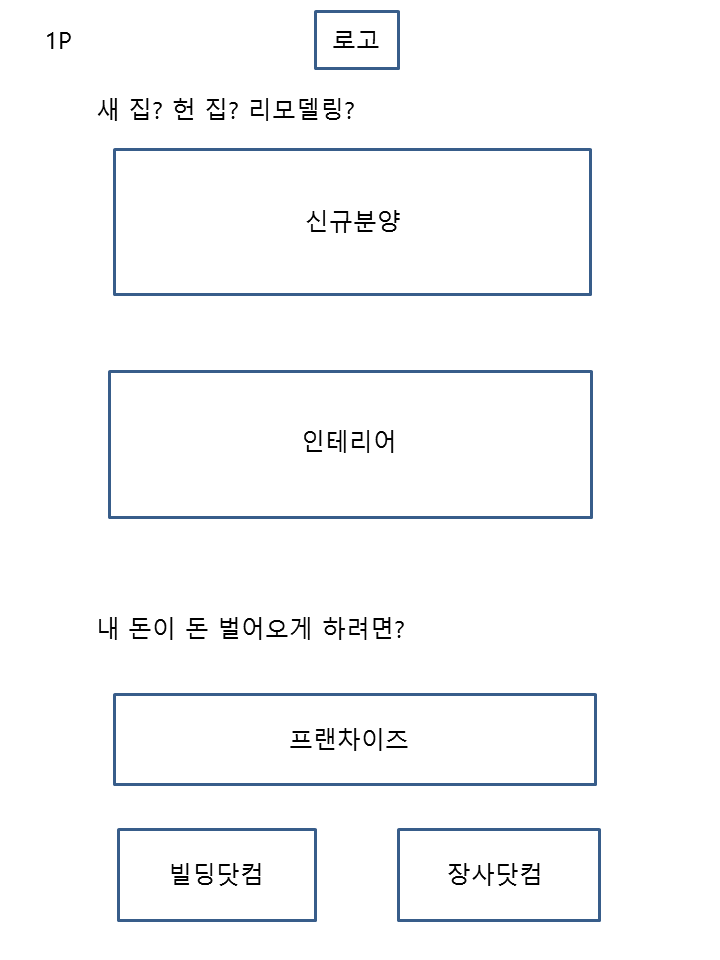 1P
로고
새 집? 헌 집? 리모델링?
신규분양
인테리어
내 돈이 돈 벌어오게 하려면?
프랜차이즈
빌딩닷컴
장사닷컴